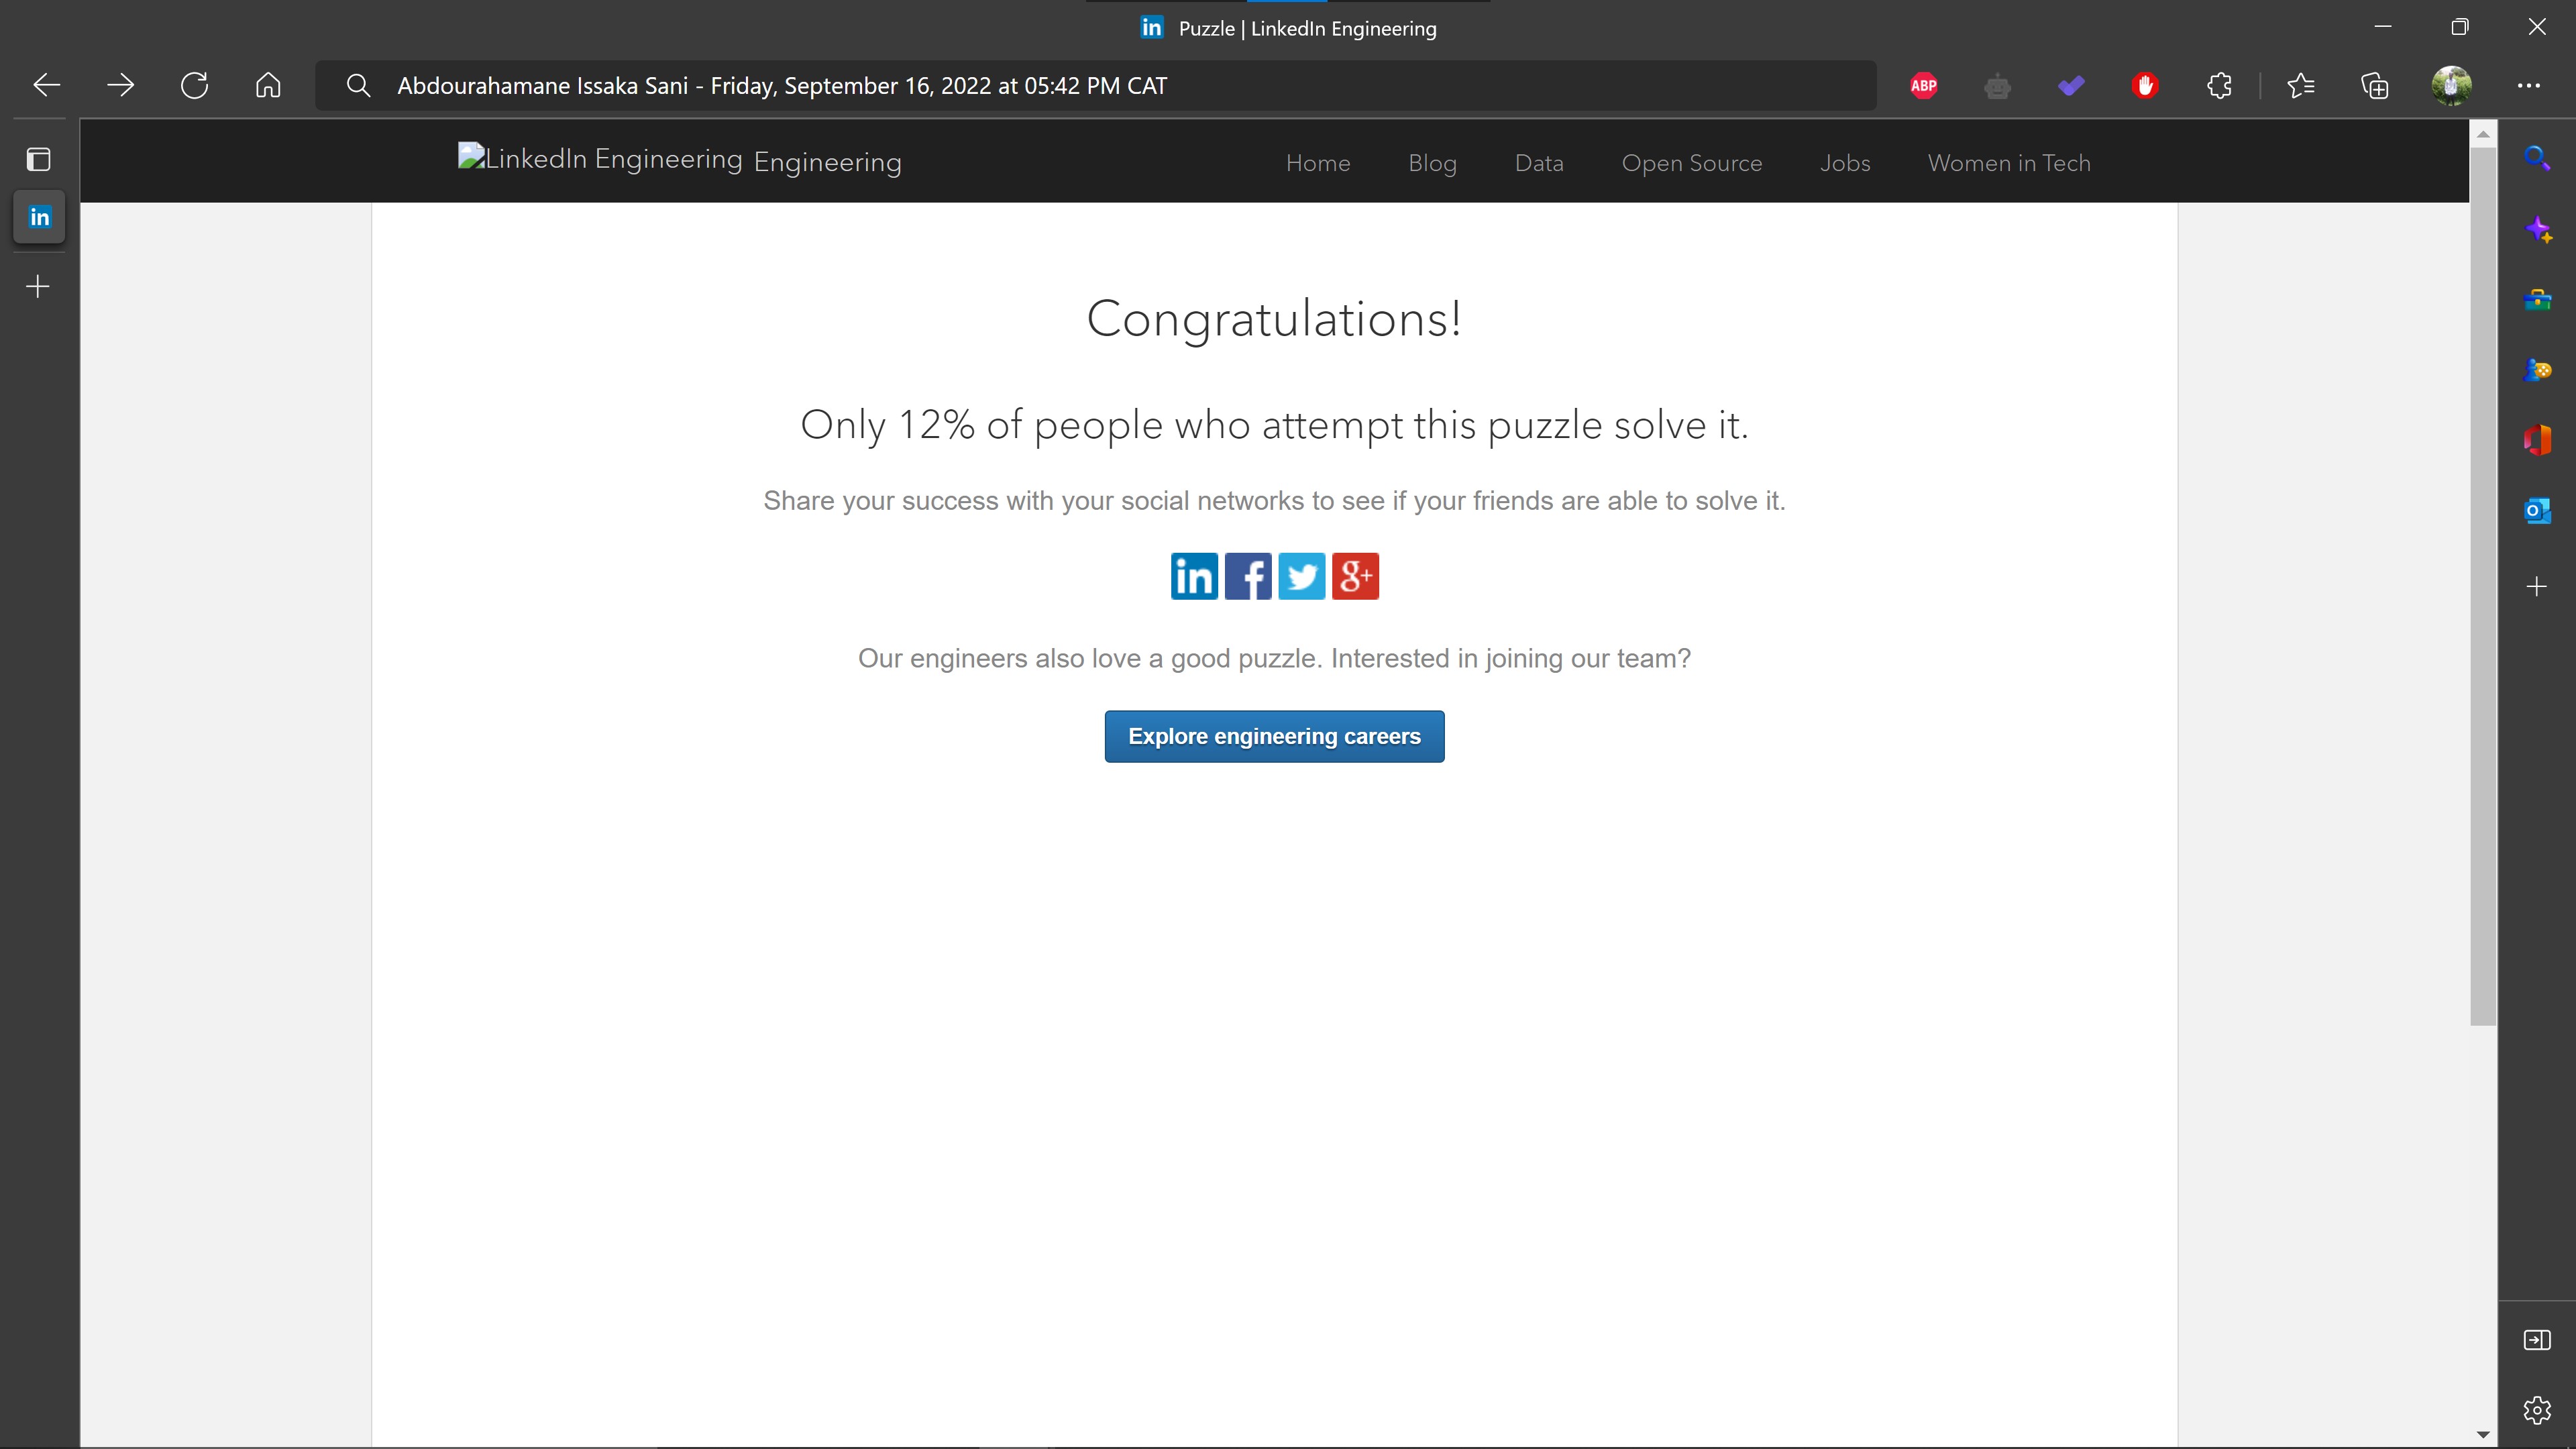 Puzzle | LinkedIn Engineering
Abdourahamane Issaka Sani - Friday, September 16, 2022 at 05:42 PM CAT
ABP
in
LinkedIn Engineering Engineering
Home Blog Data Open Source Jobs Women in Tech
Congratulations!
Only 12% of people who attempt this puzzle solve it.
Share your success with your social networks to see if your friends are able to solve it.
in f g+
Our engineers also love a good puzzle. Interested in joining our team?
Explore engineering careers